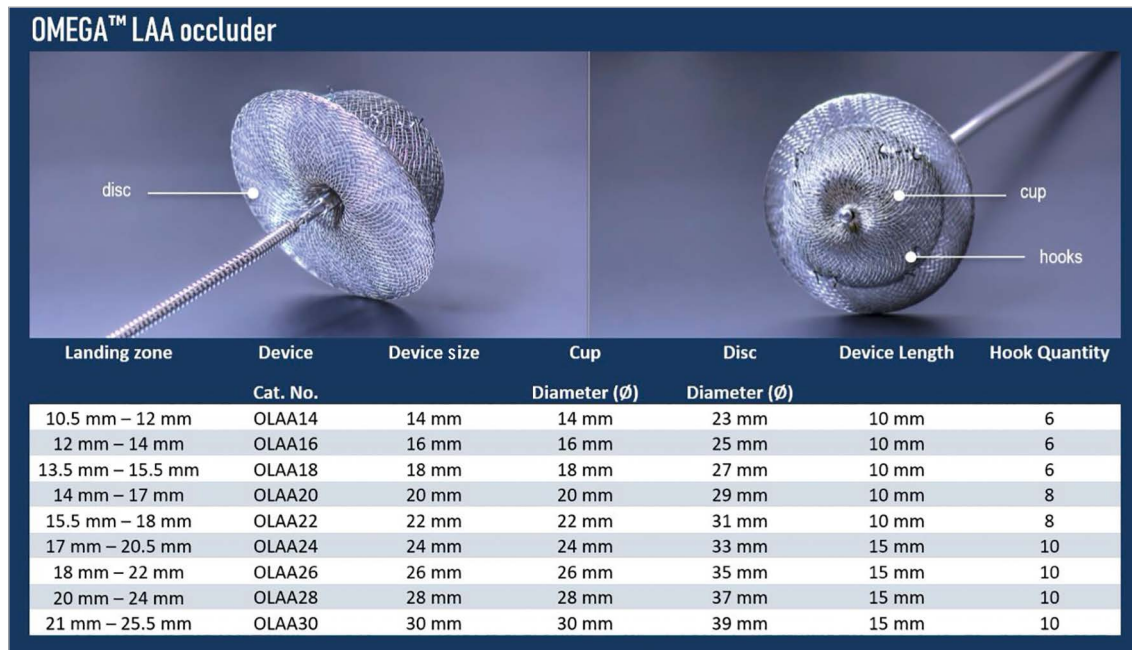 OMEGA™ LAA occluder
disc
cup
hooks
Landing zone Device Device size Cup Disc Device Length Hook Quantity
Cat. No. Diameter (Ø) Diameter (Ø)
10.5 mm – 12 mm OLAA14 14 mm 14 mm 23 mm 10 mm 6
12 mm – 14 mm OLAA16 16 mm 16 mm 25 mm 10 mm 6
13.5 mm – 15.5 mm OLAA18 18 mm 18 mm 27 mm 10 mm 6
14 mm – 17 mm OLAA20 20 mm 20 mm 29 mm 10 mm 8
15.5 mm – 18 mm OLAA22 22 mm 22 mm 31 mm 10 mm 8
17 mm – 20.5 mm OLAA24 24 mm 24 mm 33 mm 15 mm 10
18 mm – 22 mm OLAA26 26 mm 26 mm 35 mm 15 mm 10
20 mm – 24 mm OLAA28 28 mm 28 mm 37 mm 15 mm 10
21 mm – 25.5 mm OLAA30 30 mm 30 mm 39 mm 15 mm 10